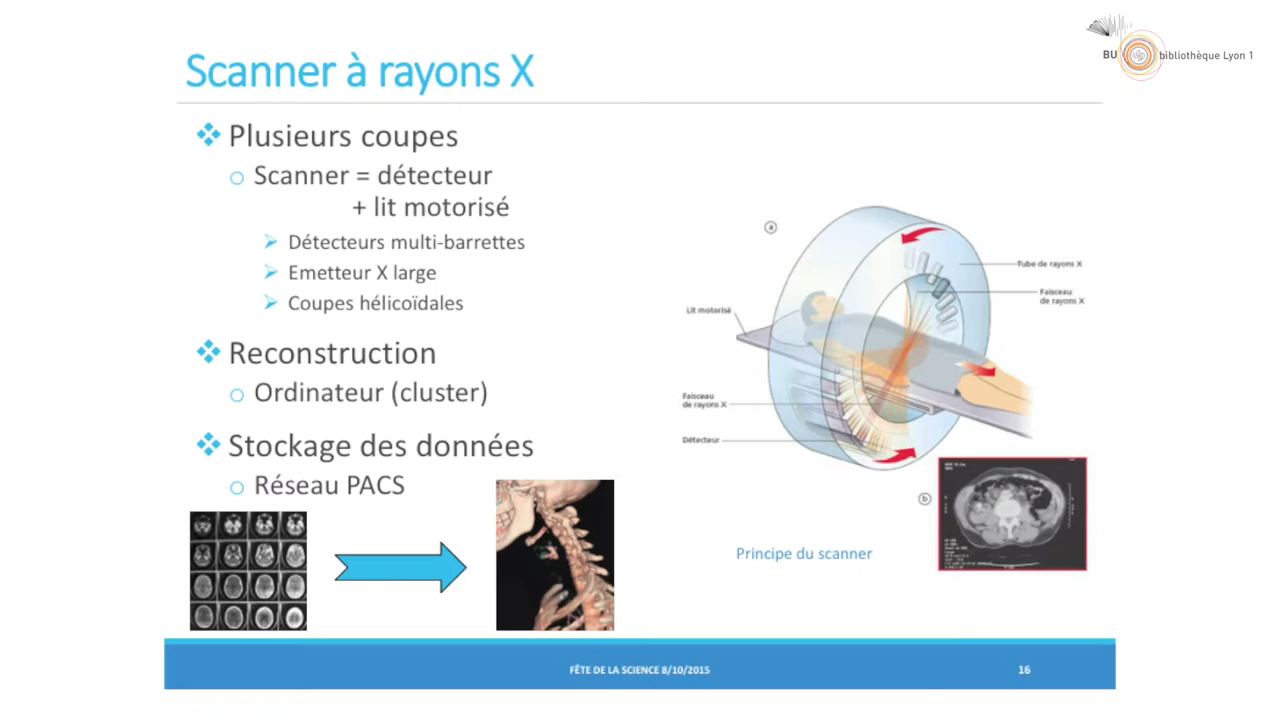 BU bibliothèque Lyon 1
Scanner à rayons X
Plusieurs coupes
Scanner = détecteur
+ lit motorisé
Détecteurs multi-barrettes
Emetteur X large
Coupes hélicoïdales
Reconstruction
Ordinateur (cluster)
Stockage des données
Réseau PACS
a
Tube de rayons X
Faisceau
de rayons X
Lit motorisé
Faisceau
de rayons X
Détecteur
b
Principe du scanner
FÊTE DE LA SCIENCE 8/10/2015
16